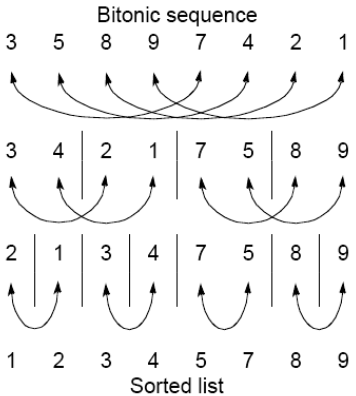 Bitonic sequence
3 5 8 9 7 4 2 1
3 4 2 1 7 5 8 9
2 1 3 4 7 5 8 9
1 2 3 4 5 7 8 9
Sorted list